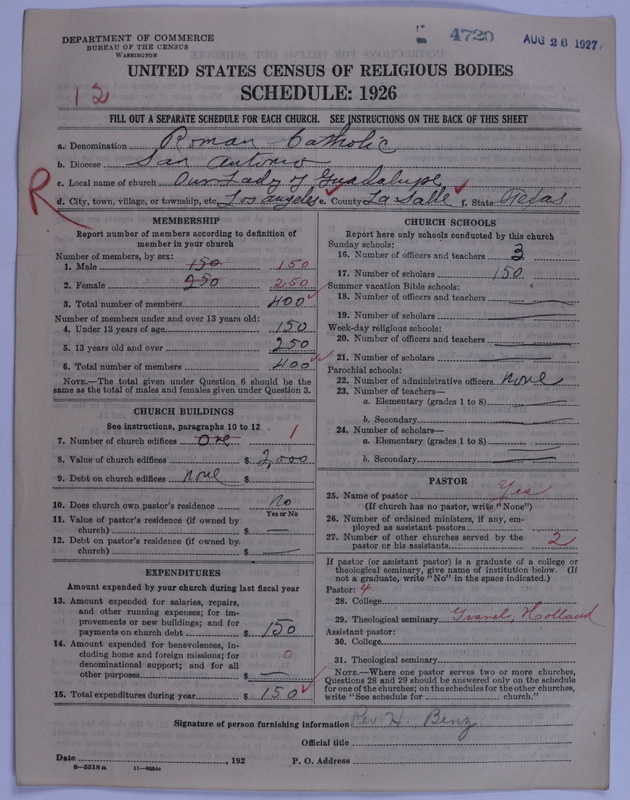 DEPARTMENT OF COMMERCE
BUREAU OF THE CENSUS
WASHINGTON
4720
AUG 26 1927
UNITED STATES CENSUS OF RELIGIOUS BODIES
SCHEDULE: 1926
12
FILL OUT A SEPARATE SCHEDULE FOR EACH CHURCH. SEE INSTRUCTIONS ON THE BACK OF THIS SHEET
a. Denomination Roman Catholic
b. Diocese San Antonio
c. Local name of church Our Lady of Guadalupe
R
d. City, town, village, or township, etc. Los Angeles e. County La Salle f. State Texas
MEMBERSHIP
Report number of members according to definition of
member in your church
Number of members, by sex:
1. Male 150 150
2. Female 250 250
3. Total number of members 400
Number of members under and over 13 years old:
4. Under 13 years of age 150
5. 13 years old and over 250
6. Total number of members 400
NOTE.—The total given under Question 6 should be the
same as the total of males and females given under Question 3.
CHURCH BUILDINGS
See instructions, paragraphs 10 to 12
7. Number of church edifices One 1
8. Value of church edifices $ 2,000
9. Debt on church edifices none $
10. Does church own pastor's residence No
Yes or No
11. Value of pastor's residence (if owned by
church) $
12. Debt on pastor's residence (if owned by
church) $
EXPENDITURES
Amount expended by your church during last fiscal year
13. Amount expended for salaries, repairs,
and other running expenses; for im-
provements or new buildings; and for
payments on church debt $ 150
14. Amount expended for benevolences, in-
cluding home and foreign missions; for
denominational support; and for all
other purposes $ 0
15. Total expenditures during year $ 150
CHURCH SCHOOLS
Report here only schools conducted by this church
Sunday schools:
16. Number of officers and teachers 3
17. Number of scholars 150
Summer vacation Bible schools:
18. Number of officers and teachers
19. Number of scholars
Week-day religious schools:
20. Number of officers and teachers
21. Number of scholars
Parochial schools:
22. Number of administrative officers none
23. Number of teachers—
a. Elementary (grades 1 to 8)
b. Secondary
24. Number of scholars—
a. Elementary (grades 1 to 8)
b. Secondary
PASTOR
25. Name of pastor Yes
(If church has no pastor, write "None")
26. Number of ordained ministers, if any, em-
ployed as assistant pastors
27. Number of other churches served by the
pastor or his assistants 2
If pastor (or assistant pastor) is a graduate of a college or
theological seminary, give name of institution below. (If
not a graduate, write "No" in the space indicated.)
Pastor: 4
28. College
29. Theological seminary Holland
Assistant pastor:
30. College
31. Theological seminary
NOTE.—Where one pastor serves two or more churches,
Questions 28 and 29 should be answered only on the schedule
for one of the churches; on the schedules for the other churches,
write "See schedule for church."
Signature of person furnishing information Rev. H Benz
Official title
Date , 192 P. O. Address
8—5518a 11—9054